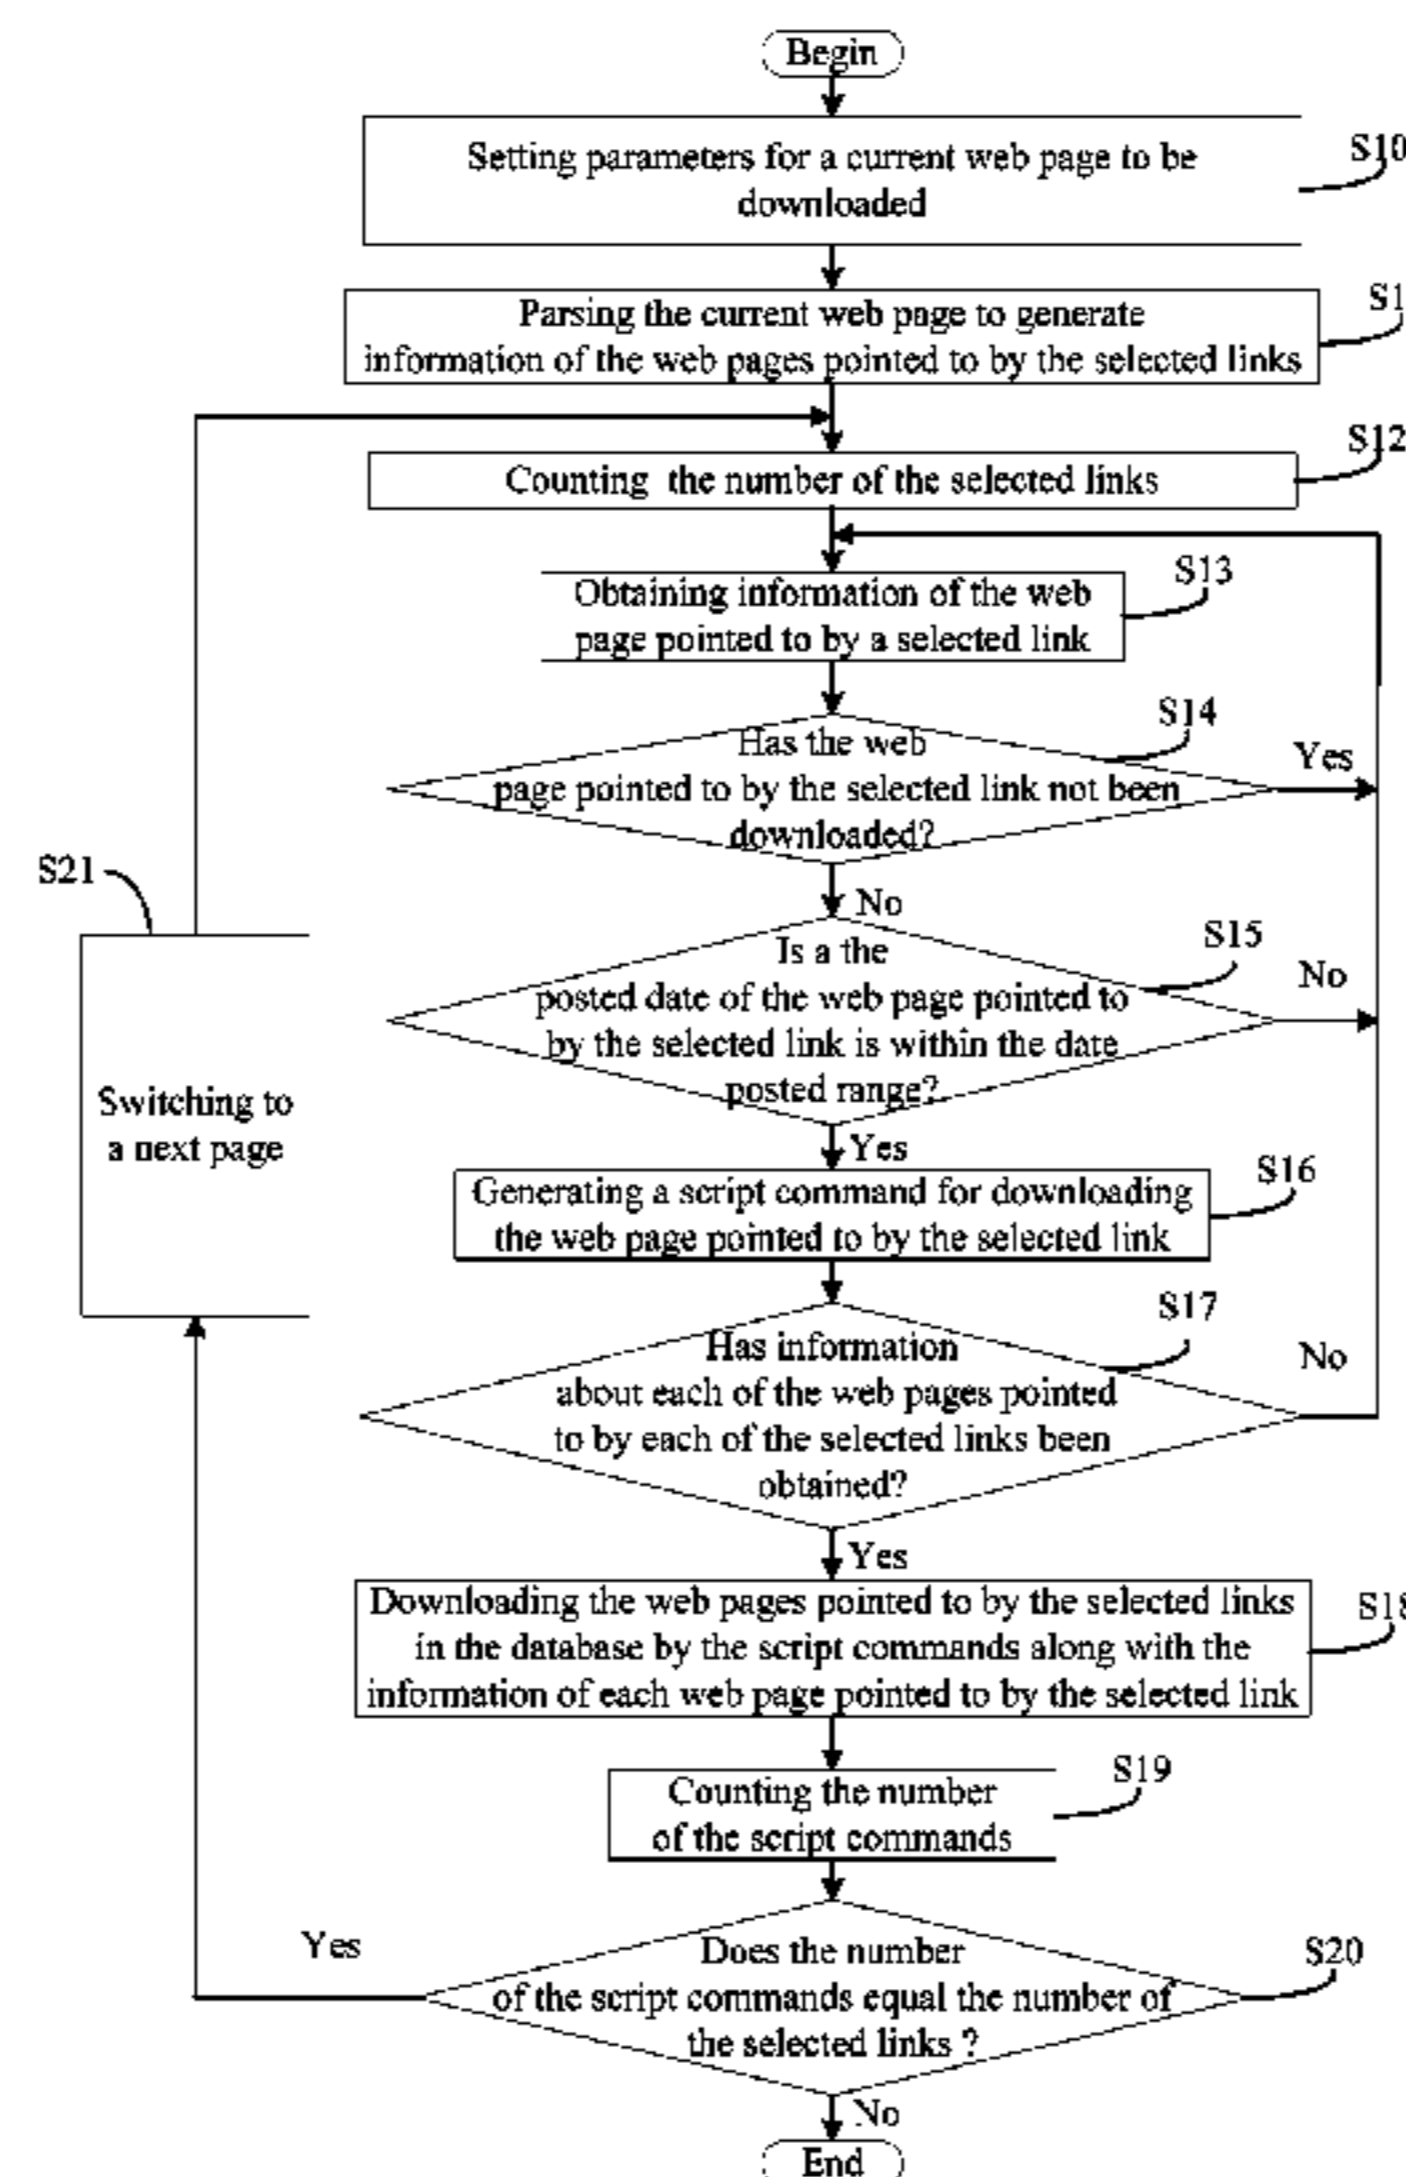 Begin
Setting parameters for a current web page to be
downloaded
S10
Parsing the current web page to generate
information of the web pages pointed to by the selected links
S1
Counting the number of the selected links
S12
Obtaining information of the web
page pointed to by a selected link
S13
Has the web
page pointed to by the selected link not been
downloaded?
S14
Yes
No
Is a the
posted date of the web page pointed to
by the selected link is within the date
posted range?
S15
No
Yes
Generating a script command for downloading
the web page pointed to by the selected link
S16
Has information
about each of the web pages pointed
to by each of the selected links been
obtained?
S17
No
Yes
Downloading the web pages pointed to by the selected links
in the database by the script commands along with the
information of each web page pointed to by the selected link
S18
Counting the number
of the script commands
S19
Does the number
of the script commands equal the number of
the selected links ?
S20
Yes
No
S21
Switching to
a next page
End